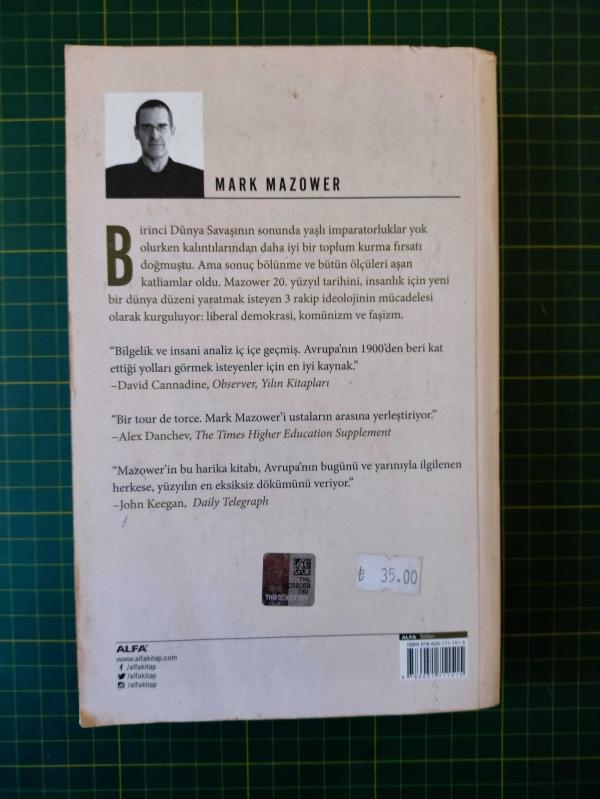 MARK MAZOWER
Birinci Dünya Savaşının sonunda yaşlı imparatorluklar yok
olurken kalıntılarından daha iyi bir toplum kurma fırsatı
doğmuştu. Ama sonuç bölünme ve bütün ölçüleri aşan
katliamlar oldu. Mazower 20. yüzyıl tarihini, insanlık için yeni
bir dünya düzeni yaratmak isteyen 3 rakip ideolojinin mücadelesi
olarak kurguluyor: liberal demokrasi, komünizm ve faşizm.
“Bilgelik ve insani analiz iç içe geçmiş. Avrupa’nın 1900’den beri kat
ettiği yolları görmek isteyenler için en iyi kaynak.”
–David Cannadine, Observer, Yılın Kitapları
“Bir tour de torce. Mark Mazower’i ustaların arasına yerleştiriyor.”
–Alex Danchev, The Times Higher Education Supplement
“Mazower’in bu harika kitabı, Avrupa’nın bugünü ve yarınıyla ilgilenen
herkese, yüzyılın en eksiksiz dökümünü veriyor.”
–John Keegan, Daily Telegraph
₺ 35.00
ALFA
www.alfakitap.com
/alfakitap
/alfakitap
/alfakitap
ALFA